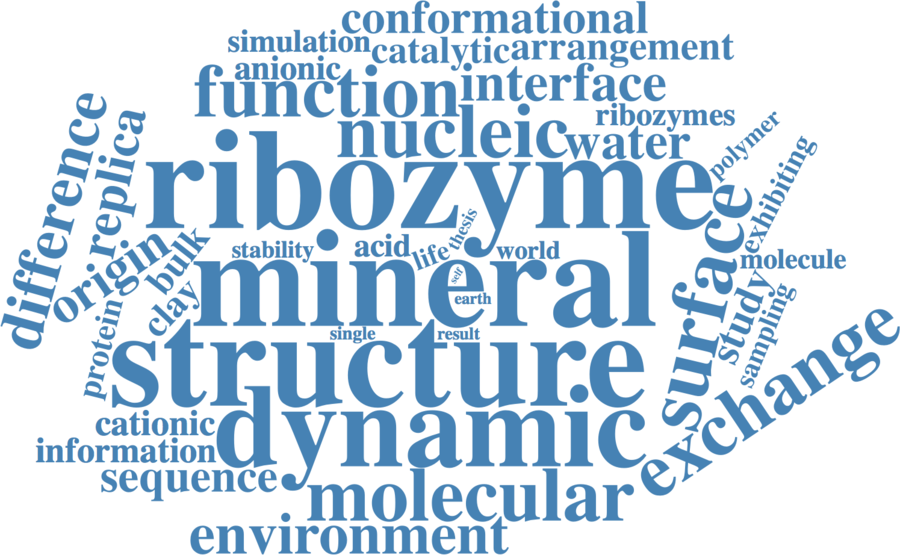 conformational
simulation
catalytic
arrangement
anionic
function
interface
ribozymes
nucleic
water
polymer
difference
replica
ribozyme
exhibiting
origin
bulk
stability
acid
life
thesis
world
surface
molecule
mineral
self
earth
clay
protein
single
result
study
sampling
structure
exchange
cationic
dynamic
information
sequence
molecular
environment